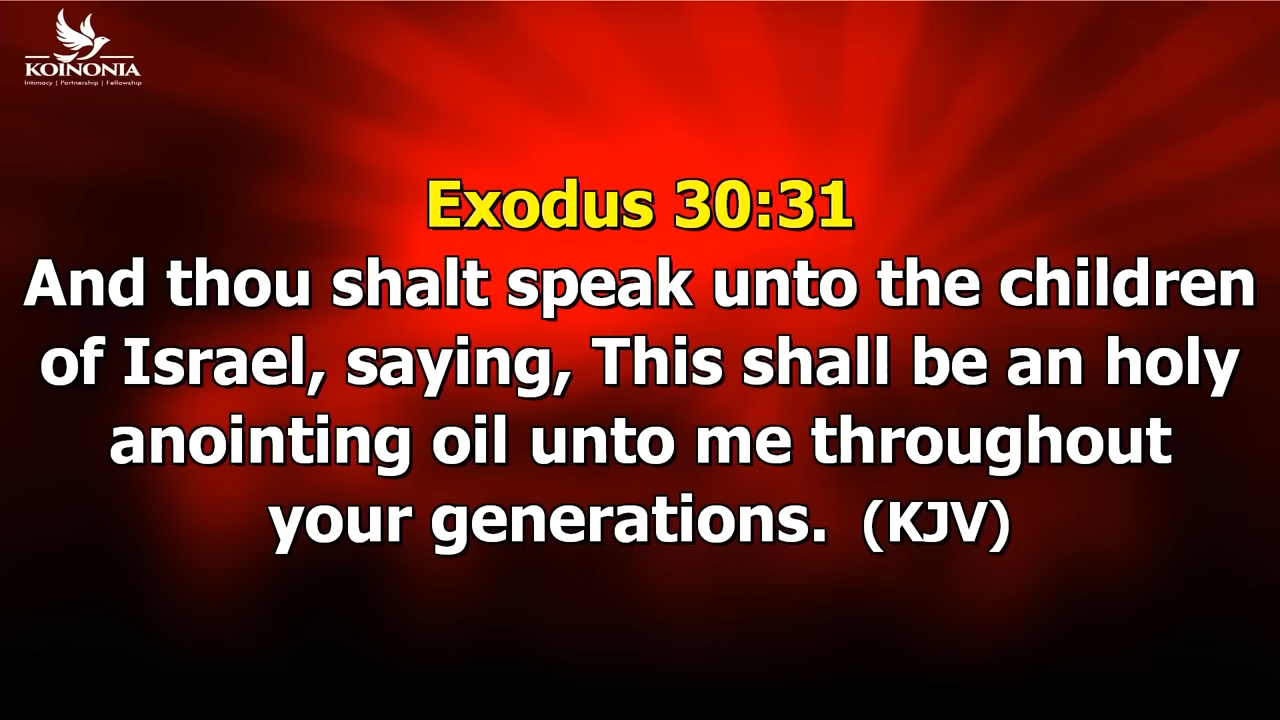 KOINONIA
Intimacy | Partnership | Fellowship
Exodus 30:31
And thou shalt speak unto the children
of Israel, saying, This shall be an holy
anointing oil unto me throughout
your generations. (KJV)